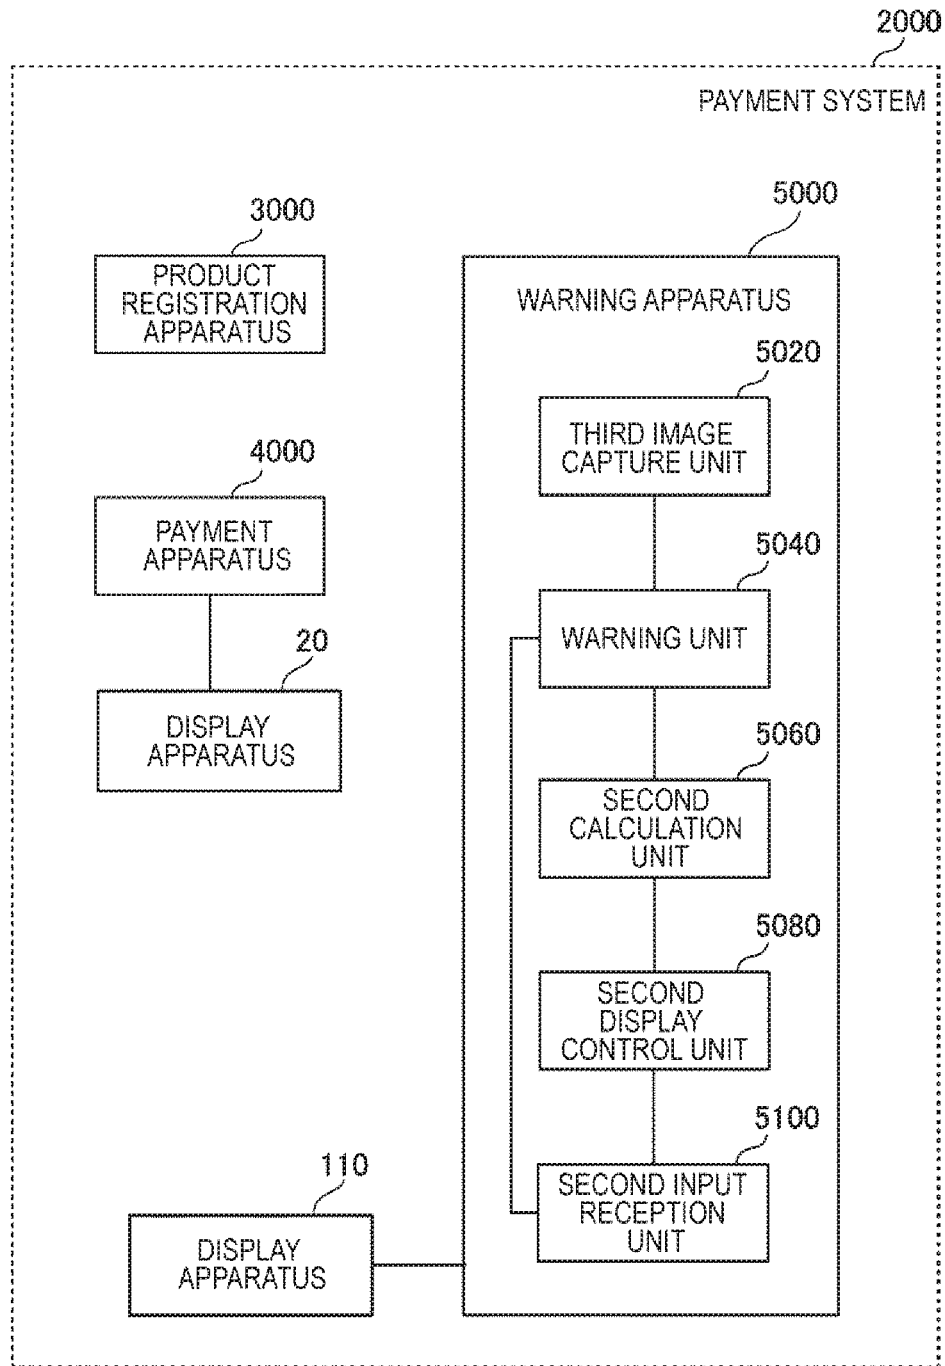 2000
PAYMENT SYSTEM
3000
PRODUCT
REGISTRATION
APPARATUS
4000
PAYMENT
APPARATUS
20
DISPLAY
APPARATUS
110
DISPLAY
APPARATUS
5000
WARNING APPARATUS
5020
THIRD IMAGE
CAPTURE UNIT
5040
WARNING UNIT
5060
SECOND
CALCULATION
UNIT
5080
SECOND
DISPLAY
CONTROL UNIT
5100
SECOND INPUT
RECEPTION
UNIT